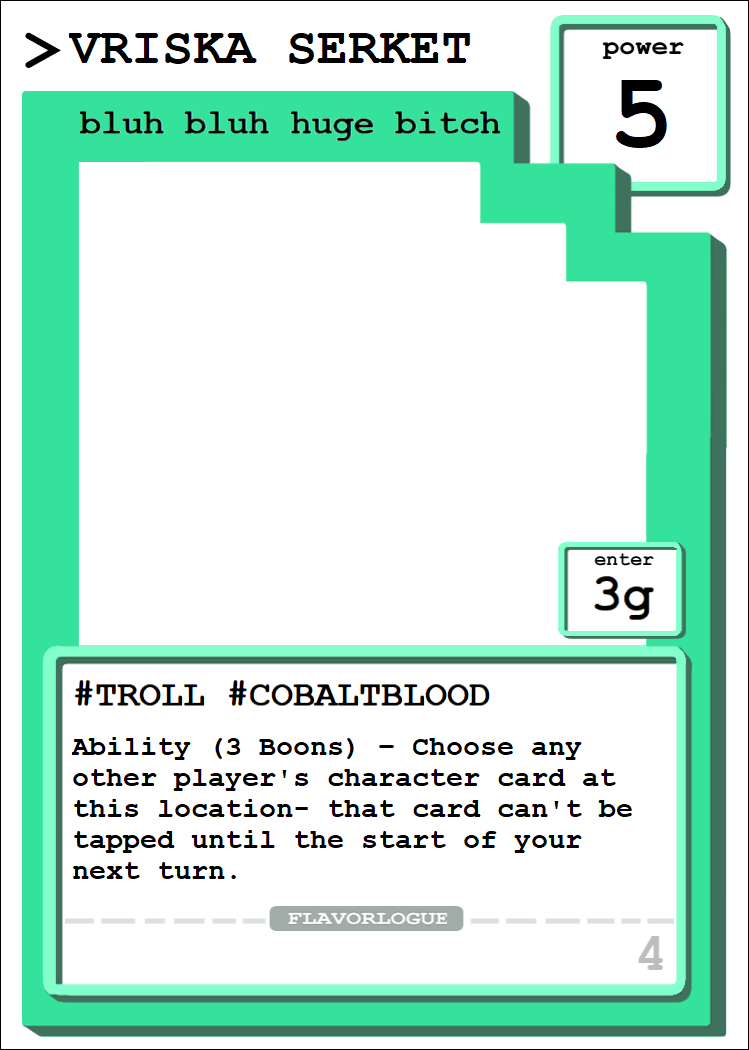 >VRISKA SERKET
power
5
bluh bluh huge bitch
enter
3g
#TROLL #COBALTBLOOD
Ability (3 Boons) – Choose any
other player's character card at
this location- that card can't be
tapped until the start of your
next turn.
FLAVORLOGUE
4